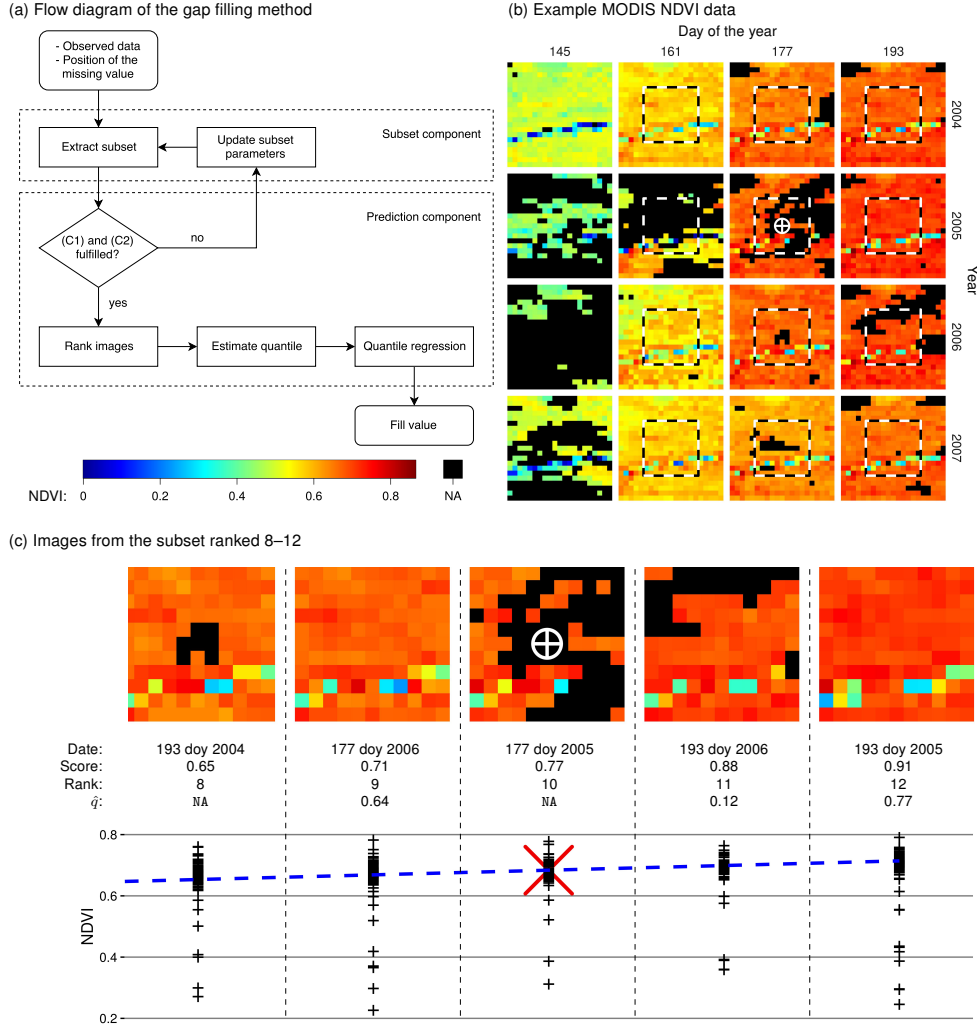 (a) Flow diagram of the gap filling method
- Observed data
- Position of the
missing value
Subset component
Extract subset
Update subset
parameters
Prediction component
(C1) and (C2)
fulfilled?
no
yes
Rank images
Estimate quantile
Quantile regression
Fill value
NDVI:
0
0.2
0.4
0.6
0.8
NA
(b) Example MODIS NDVI data
Day of the year
145
161
177
193
2004
2005
2006
2007
Year
(c) Images from the subset ranked 8–12
Date:
193 doy 2004
177 doy 2006
177 doy 2005
193 doy 2006
193 doy 2005
Score:
0.65
0.71
0.77
0.88
0.91
Rank:
8
9
10
11
12
q̂:
NA
0.64
NA
0.12
0.77
NDVI
0.8
0.6
0.4
0.2